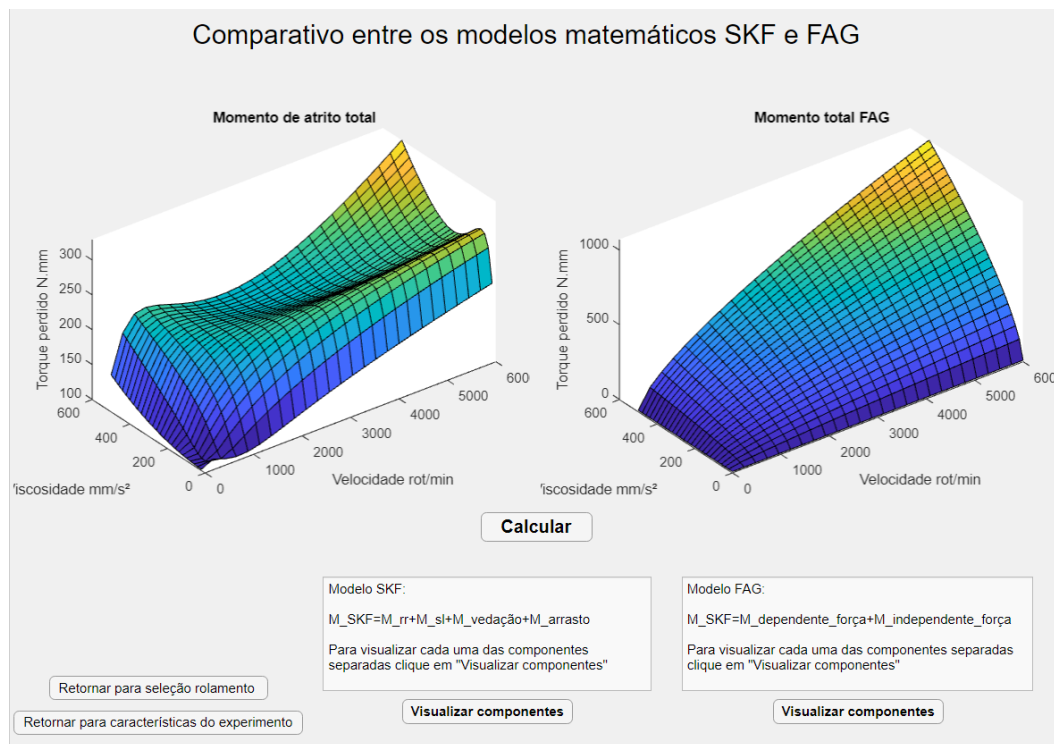 Comparativo entre os modelos matemáticos SKF e FAG
Momento de atrito total
Torque perdido N.mm
300
250
200
150
100
600
400
200
0
0
1000
2000
3000
4000
5000
600
Viscosidade mm/s²
Velocidade rot/min
Momento total FAG
Torque perdido N.mm
1000
500
0
600
400
200
0
0
1000
2000
3000
4000
5000
600
Viscosidade mm/s²
Velocidade rot/min
Calcular
Modelo SKF:
M_SKF=M_rr+M_sl+M_vedação+M_arrasto
Para visualizar cada uma das componentes
separadas clique em "Visualizar componentes"
Modelo FAG:
M_SKF=M_dependente_força+M_independente_força
Para visualizar cada uma das componentes separadas
clique em "Visualizar componentes"
Retornar para seleção rolamento
Retornar para características do experimento
Visualizar componentes
Visualizar componentes